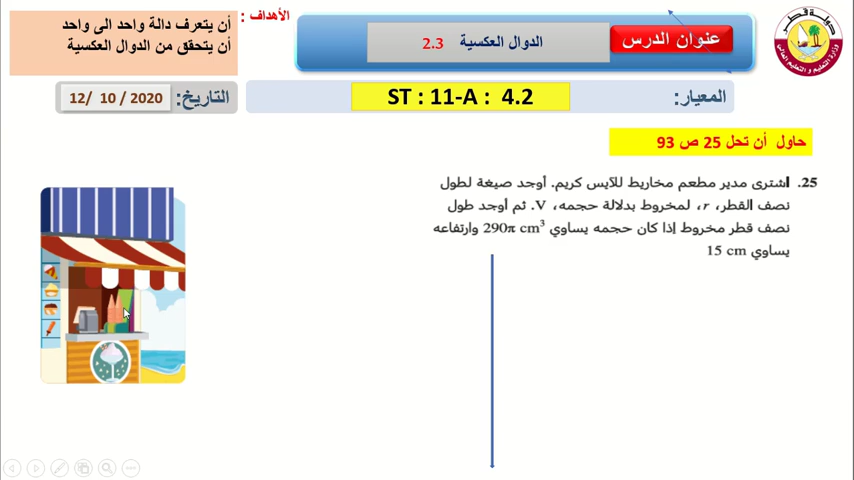 الأهداف :
أن يتعرف دالة واحد الى واحد
أن يتحقق من الدوال العكسية
عنوان الدرس
الدوال العكسية 2.3
المعيار:
ST : 11-A : 4.2
التاريخ:
12/ 10 / 2020
حاول أن تحل 25 ص 93
25. اشترى مدير مطعم مخاريط للآيس كريم. أوجد صيغة لطول
نصف القطر، r، لمخروط بدلالة حجمه، V. ثم أوجد طول
نصف قطر مخروط إذا كان حجمه يساوي 290π cm³ وارتفاعه
يساوي 15 cm